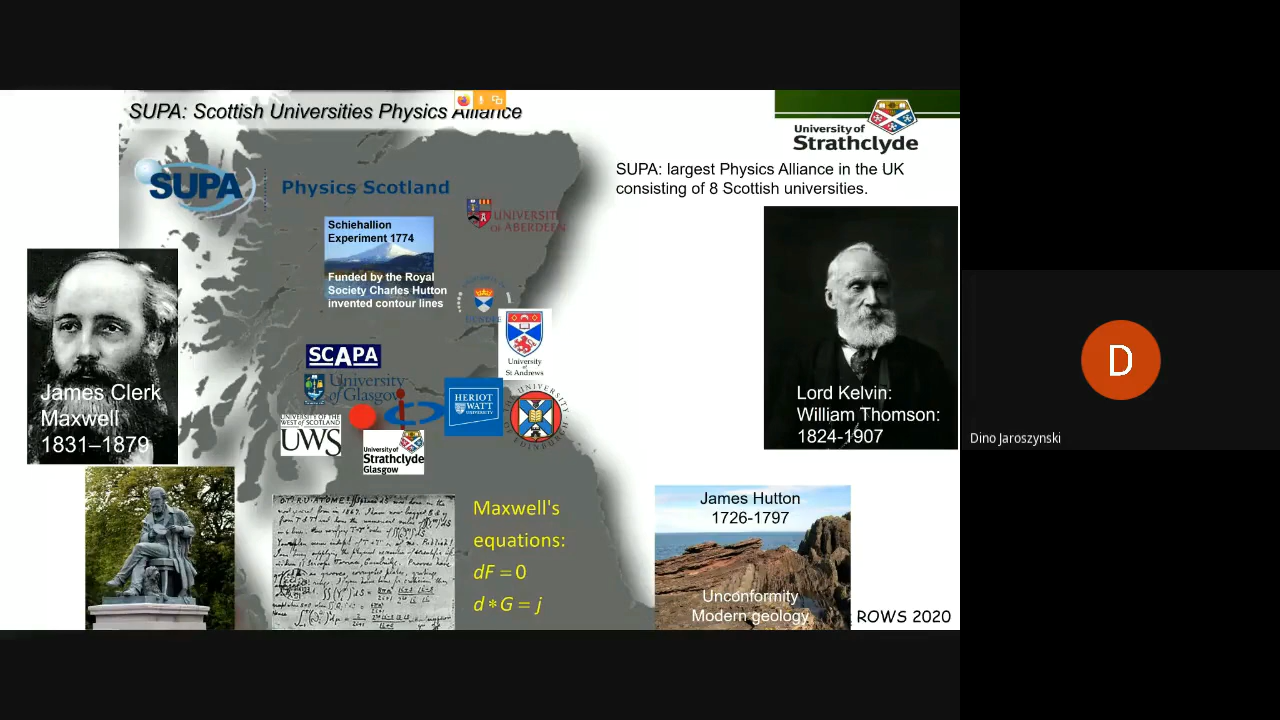 SUPA: Scottish Universities Physics Alliance
University of
Strathclyde
SUPA: largest Physics Alliance in the UK
consisting of 8 Scottish universities.
SUPA
Physics Scotland
UNIVERSITY
OF ABERDEEN
Schiehallion
Experiment 1774
Funded by the Royal
Society Charles Hutton
invented contour lines
DUNDEE
University
of
St Andrews
SCAPA
University
of Glasgow
HERIOT
WATT
UNIVERSITY
UNIVERSITY
OF EDINBURGH
UNIVERSITY OF THE
WEST OF SCOTLAND
UWS
University of
Strathclyde
Glasgow
James Clerk
Maxwell
1831–1879
Lord Kelvin:
William Thomson:
1824-1907
D
Dino Jaroszynski
Maxwell's
equations:
dF = 0
d * G = j
James Hutton
1726-1797
Unconformity
Modern geology
ROWS 2020